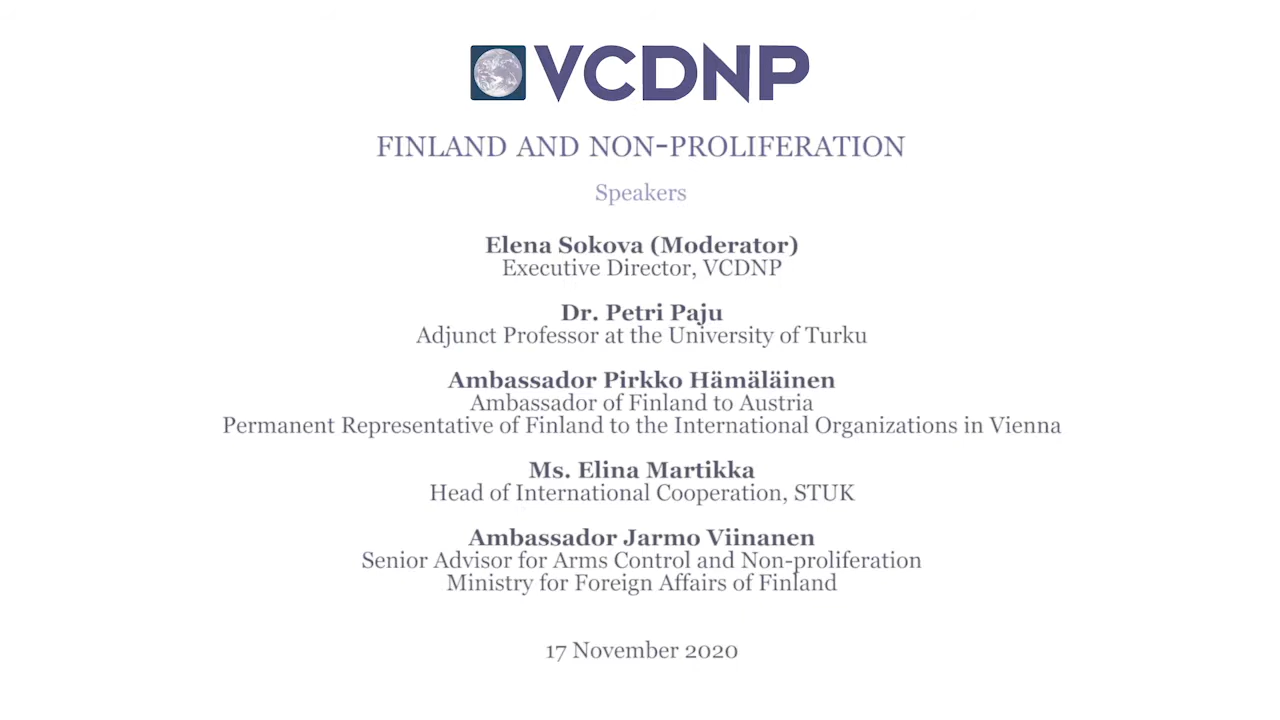 VCDNP
FINLAND AND NON-PROLIFERATION
Speakers
Elena Sokova (Moderator)
Executive Director, VCDNP
Dr. Petri Paju
Adjunct Professor at the University of Turku
Ambassador Pirkko Hämäläinen
Ambassador of Finland to Austria
Permanent Representative of Finland to the International Organizations in Vienna
Ms. Elina Martikka
Head of International Cooperation, STUK
Ambassador Jarmo Viinanen
Senior Advisor for Arms Control and Non-proliferation
Ministry for Foreign Affairs of Finland
17 November 2020